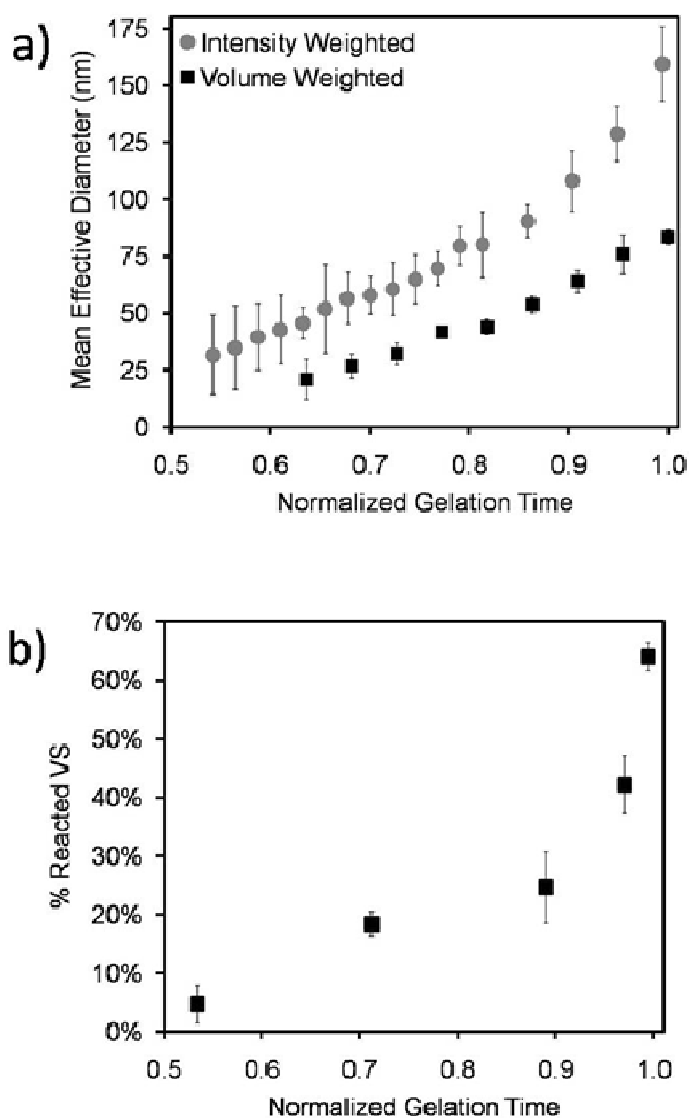 a)
Mean Effective Diameter (nm)
175
150
125
100
75
50
25
0
Intensity Weighted
Volume Weighted
0.5 0.6 0.7 0.8 0.9 1.0
Normalized Gelation Time
b)
% Reacted VS
70%
60%
50%
40%
30%
20%
10%
0%
0.5 0.6 0.7 0.8 0.9 1.0
Normalized Gelation Time